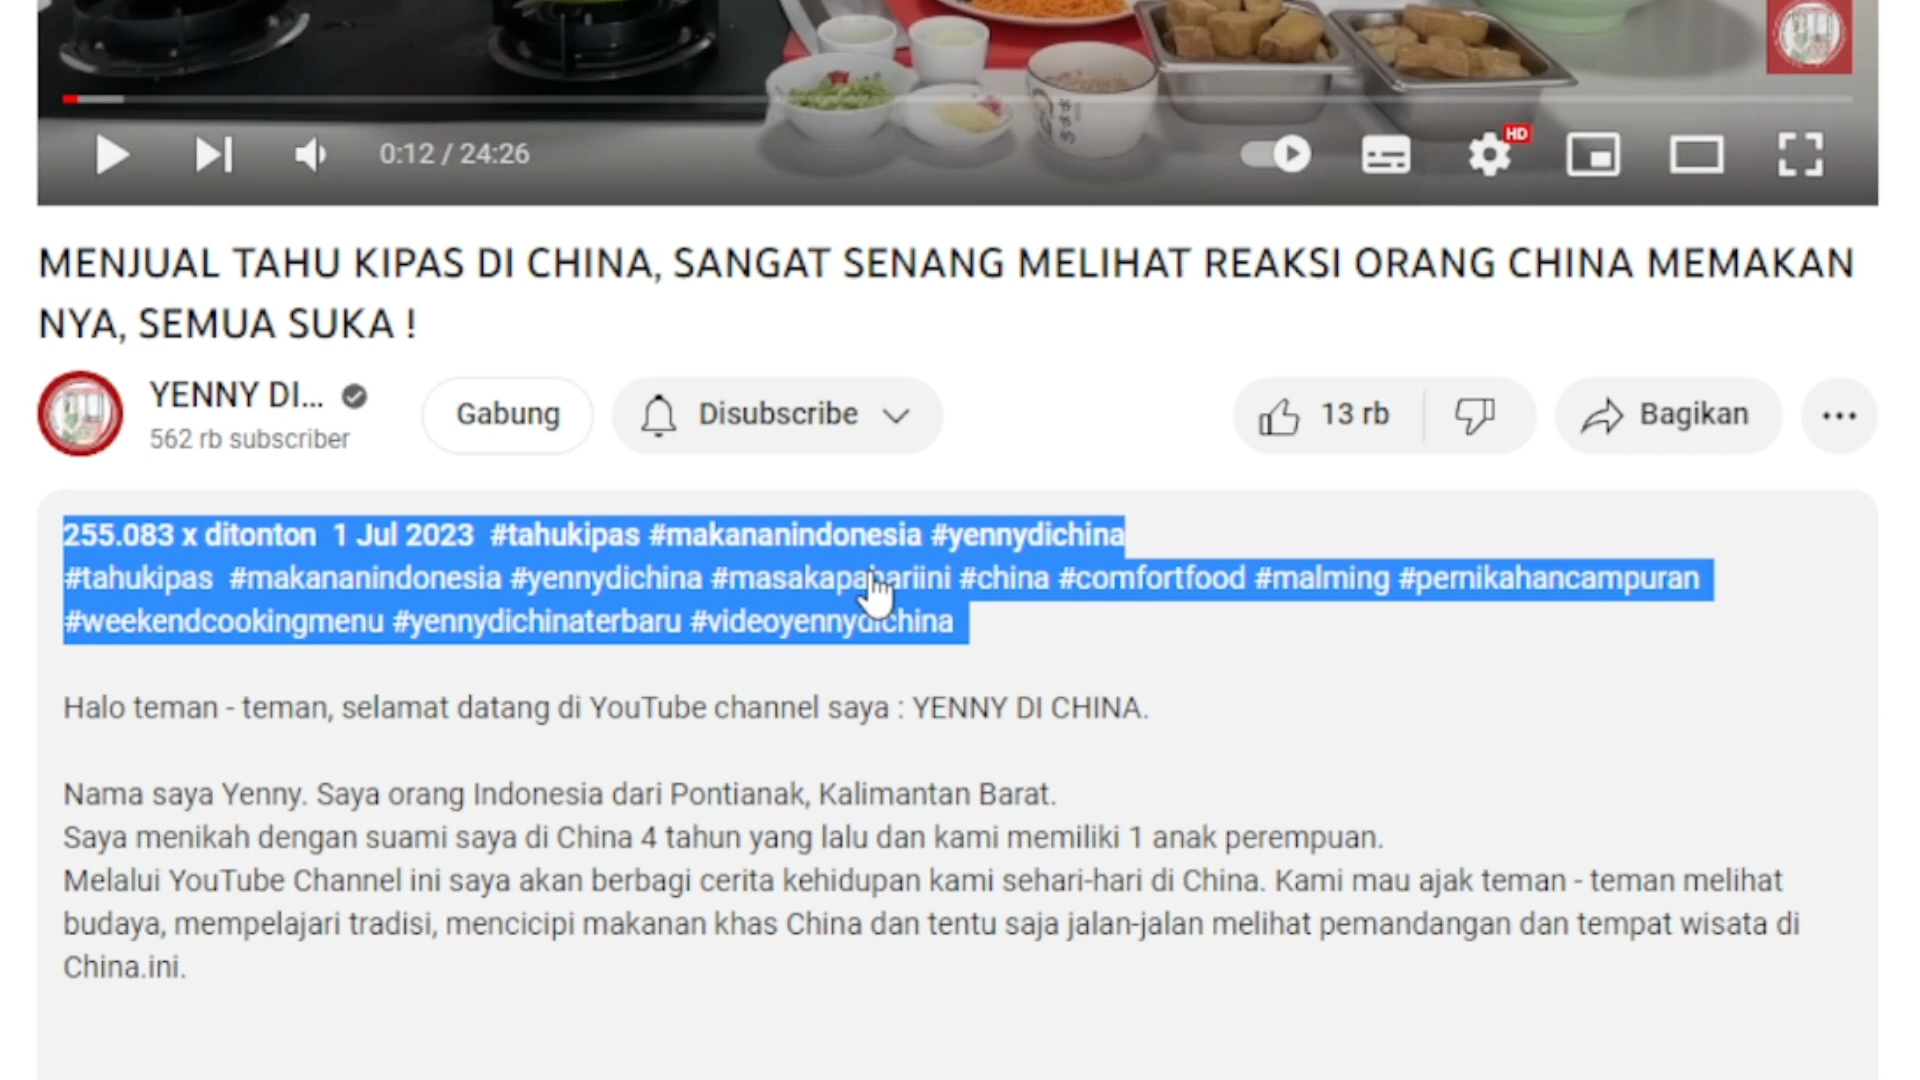 0:12 / 24:26
HD
MENJUAL TAHU KIPAS DI CHINA, SANGAT SENANG MELIHAT REAKSI ORANG CHINA MEMAKAN
NYA, SEMUA SUKA !
YENNY DI...
562 rb subscriber
Gabung
Disubscribe
13 rb
Bagikan
255.083 x ditonton 1 Jul 2023 #tahukipas #makananindonesia #yennydichina
#tahukipas #makananindonesia #yennydichina #masakapahariini #china #comfortfood #malming #pernikahancampuran
#weekendcookingmenu #yennydichinaterbaru #videoyennydichina
Halo teman - teman, selamat datang di YouTube channel saya : YENNY DI CHINA.
Nama saya Yenny. Saya orang Indonesia dari Pontianak, Kalimantan Barat.
Saya menikah dengan suami saya di China 4 tahun yang lalu dan kami memiliki 1 anak perempuan.
Melalui YouTube Channel ini saya akan berbagi cerita kehidupan kami sehari-hari di China. Kami mau ajak teman - teman melihat
budaya, mempelajari tradisi, mencicipi makanan khas China dan tentu saja jalan-jalan melihat pemandangan dan tempat wisata di
China.ini.